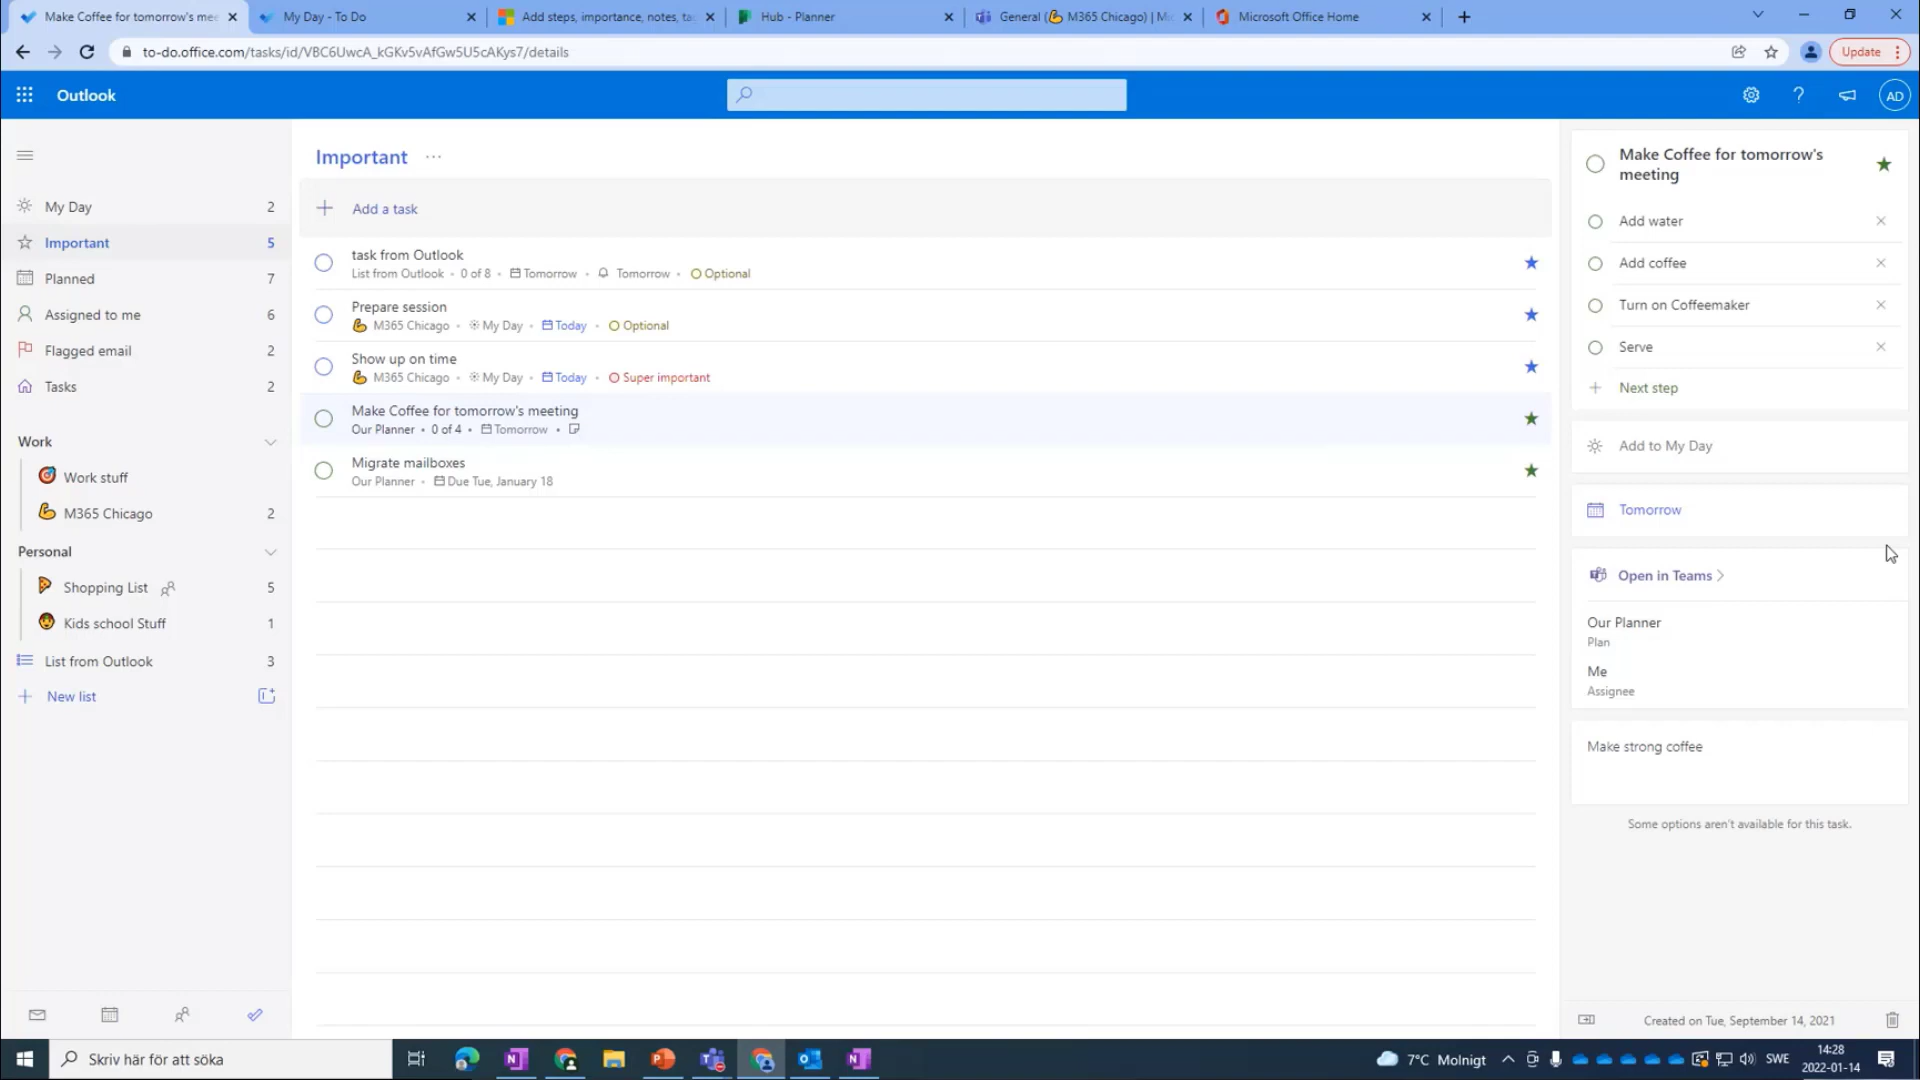 Make Coffee for tomorrow's mee
My Day - To Do
Add steps, importance, notes, ta
Hub - Planner
General (💪 M365 Chicago) | Mi
Microsoft Office Home
to-do.office.com/tasks/id/VBC6UwcA_kGKv5vAfGw5U5cAKys7/details
Update
Outlook
AD
Important
Add a task
My Day 2
Important 5
Planned 7
Assigned to me 6
Flagged email 2
Tasks 2
Work
Work stuff
M365 Chicago 2
Personal
Shopping List 5
Kids school Stuff 1
List from Outlook 3
New list
task from Outlook
List from Outlook • 0 of 8 • Tomorrow • Tomorrow • Optional
Prepare session
M365 Chicago • My Day • Today • Optional
Show up on time
M365 Chicago • My Day • Today • Super important
Make Coffee for tomorrow's meeting
Our Planner • 0 of 4 • Tomorrow •
Migrate mailboxes
Our Planner • Due Tue, January 18
Make Coffee for tomorrow's
meeting
Add water
Add coffee
Turn on Coffeemaker
Serve
Next step
Add to My Day
Tomorrow
Open in Teams
Our Planner
Plan
Me
Assignee
Make strong coffee
Some options aren't available for this task.
Created on Tue, September 14, 2021
Skriv här för att söka
7°C Molnigt
SWE
14:28
2022-01-14